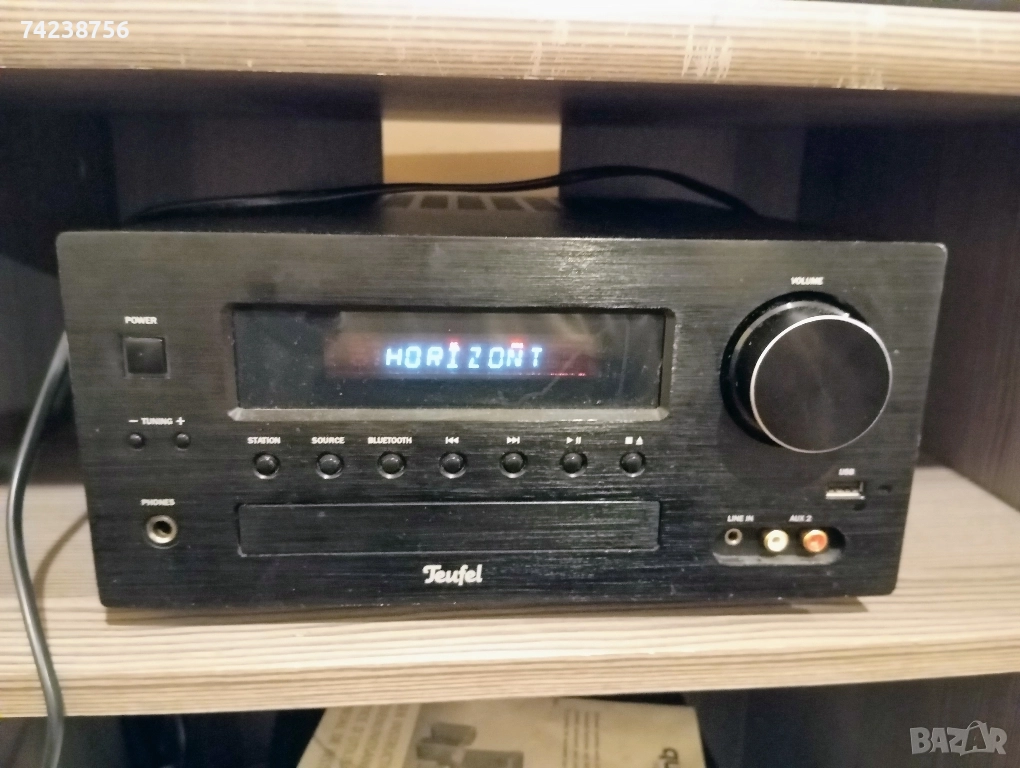 74238756
VOLUME
POWER
HORIZONT
− TUNING +
STATION SOURCE BLUETOOTH
USB
PHONES
LINE IN AUX 2
Teufel
BAZAR